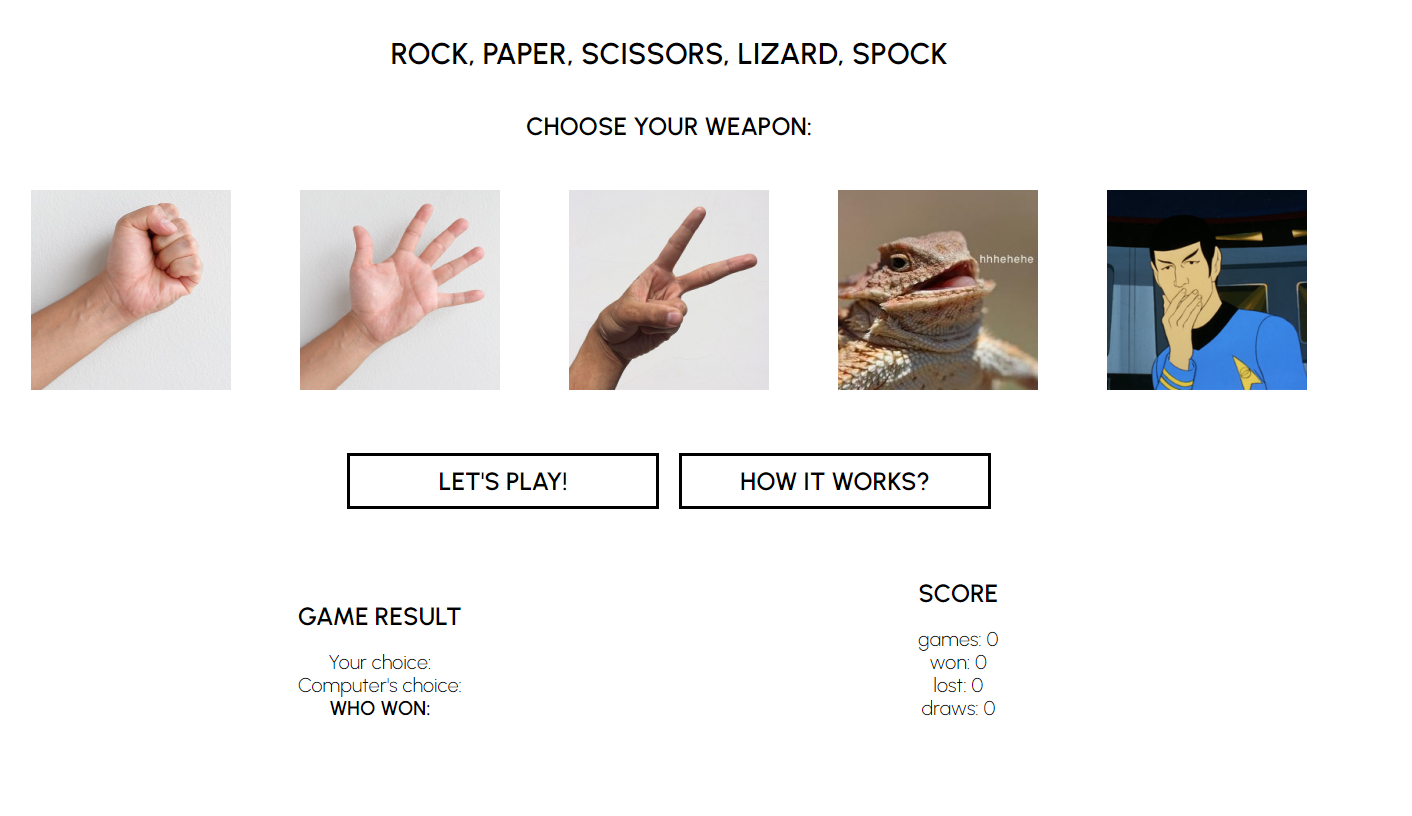 ROCK, PAPER, SCISSORS, LIZARD, SPOCK
CHOOSE YOUR WEAPON:
hhhehehe
LET'S PLAY!
HOW IT WORKS?
GAME RESULT
Your choice:
Computer's choice:
WHO WON:
SCORE
games: 0
won: 0
lost: 0
draws: 0